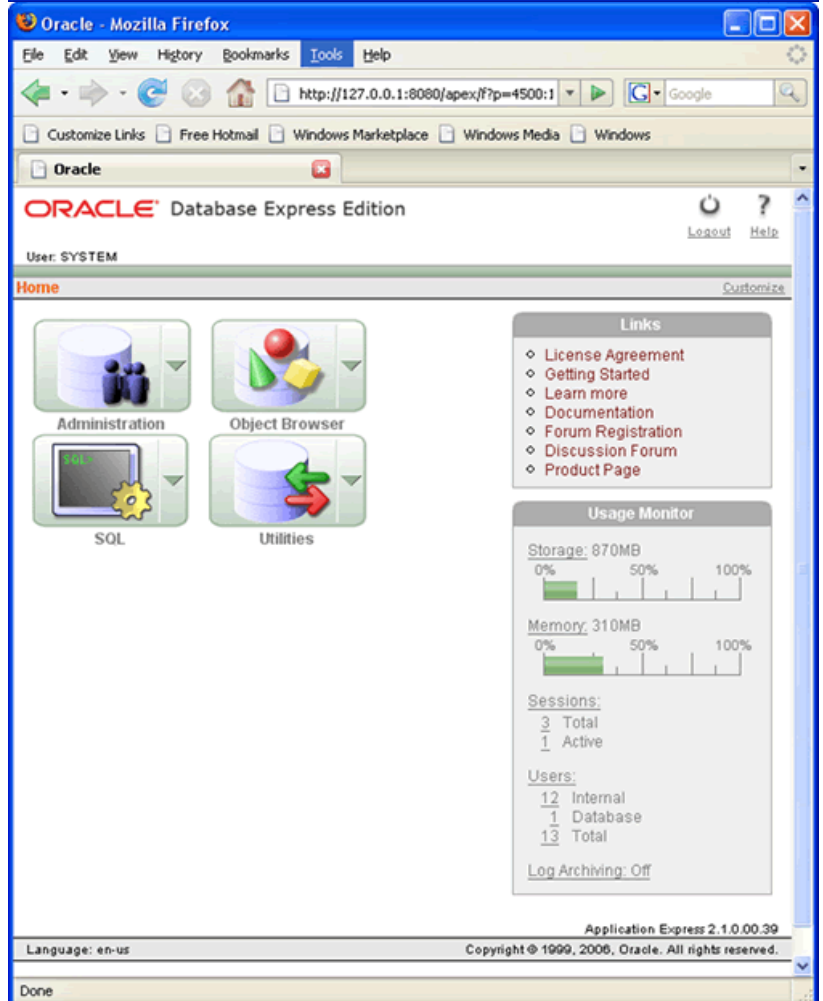 Oracle - Mozilla Firefox
File Edit View History Bookmarks Tools Help
http://127.0.0.1:8080/apex/f?p=4500:1 G Google
Customize Links Free Hotmail Windows Marketplace Windows Media Windows
Oracle
ORACLE Database Express Edition
Logout ? Help
User: SYSTEM
Home Customize
Administration
Object Browser
SQL>
SQL
Utilities
Links
License Agreement
Getting Started
Learn more
Documentation
Forum Registration
Discussion Forum
Product Page
Usage Monitor
Storage: 870MB
0% 50% 100%
Memory: 310MB
0% 50% 100%
Sessions:
3 Total
1 Active
Users:
12 Internal
1 Database
13 Total
Log Archiving: Off
Application Express 2.1.0.00.39
Language: en-us Copyright © 1999, 2006, Oracle. All rights reserved.
Done